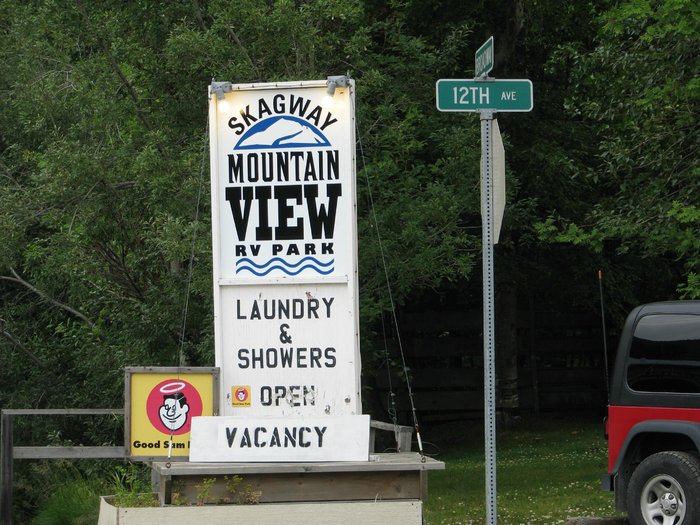 SKAGWAY
MOUNTAIN
VIEW
RV PARK
LAUNDRY
&
SHOWERS
OPEN
VACANCY
Good Sam
12TH AVE